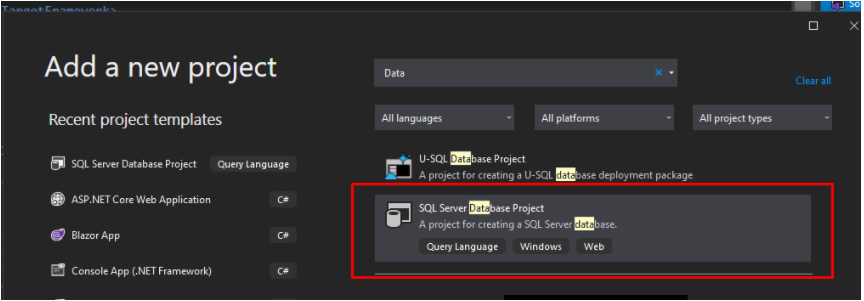 TargetFramework>
So
Add a new project
Data
Clear all
Recent project templates
All languages
All platforms
All project types
SQL Server Database Project
Query Language
ASP.NET Core Web Application
C#
Blazor App
C#
Console App (.NET Framework)
C#
U-SQL Database Project
A project for creating a U-SQL database deployment package
SQL Server Database Project
A project for creating a SQL Server database.
Query Language
Windows
Web